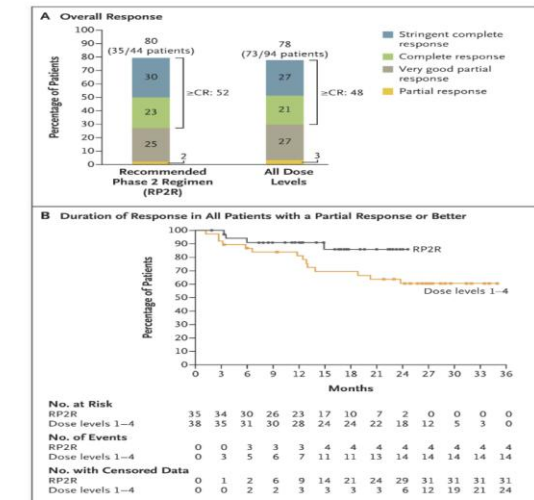 A Overall Response
100
90
80
70
60
50
40
30
20
10
0
Percentage of Patients
80
(35/44 patients)
30
23
25
2
≥CR: 52
78
(73/94 patients)
27
21
27
3
≥CR: 48
Recommended
Phase 2 Regimen
(RP2R)
All Dose
Levels
Stringent complete
response
Complete response
Very good partial
response
Partial response
B Duration of Response in All Patients with a Partial Response or Better
100
90
80
70
60
50
40
30
20
10
0
Percentage of Patients
RP2R
Dose levels 1–4
0 3 6 9 12 15 18 21 24 27 30 33 36
Months
No. at Risk
RP2R 35 34 30 26 23 17 10 7 2 0 0 0 0
Dose levels 1–4 38 35 31 30 28 24 24 22 18 12 5 3 0
No. of Events
RP2R 0 0 3 3 3 4 4 4 4 4 4 4 4
Dose levels 1–4 0 3 5 6 7 11 11 13 14 14 14 14 14
No. with Censored Data
RP2R 0 1 2 6 9 14 21 24 29 31 31 31 31
Dose levels 1–4 0 0 2 2 3 3 3 3 6 12 19 21 24